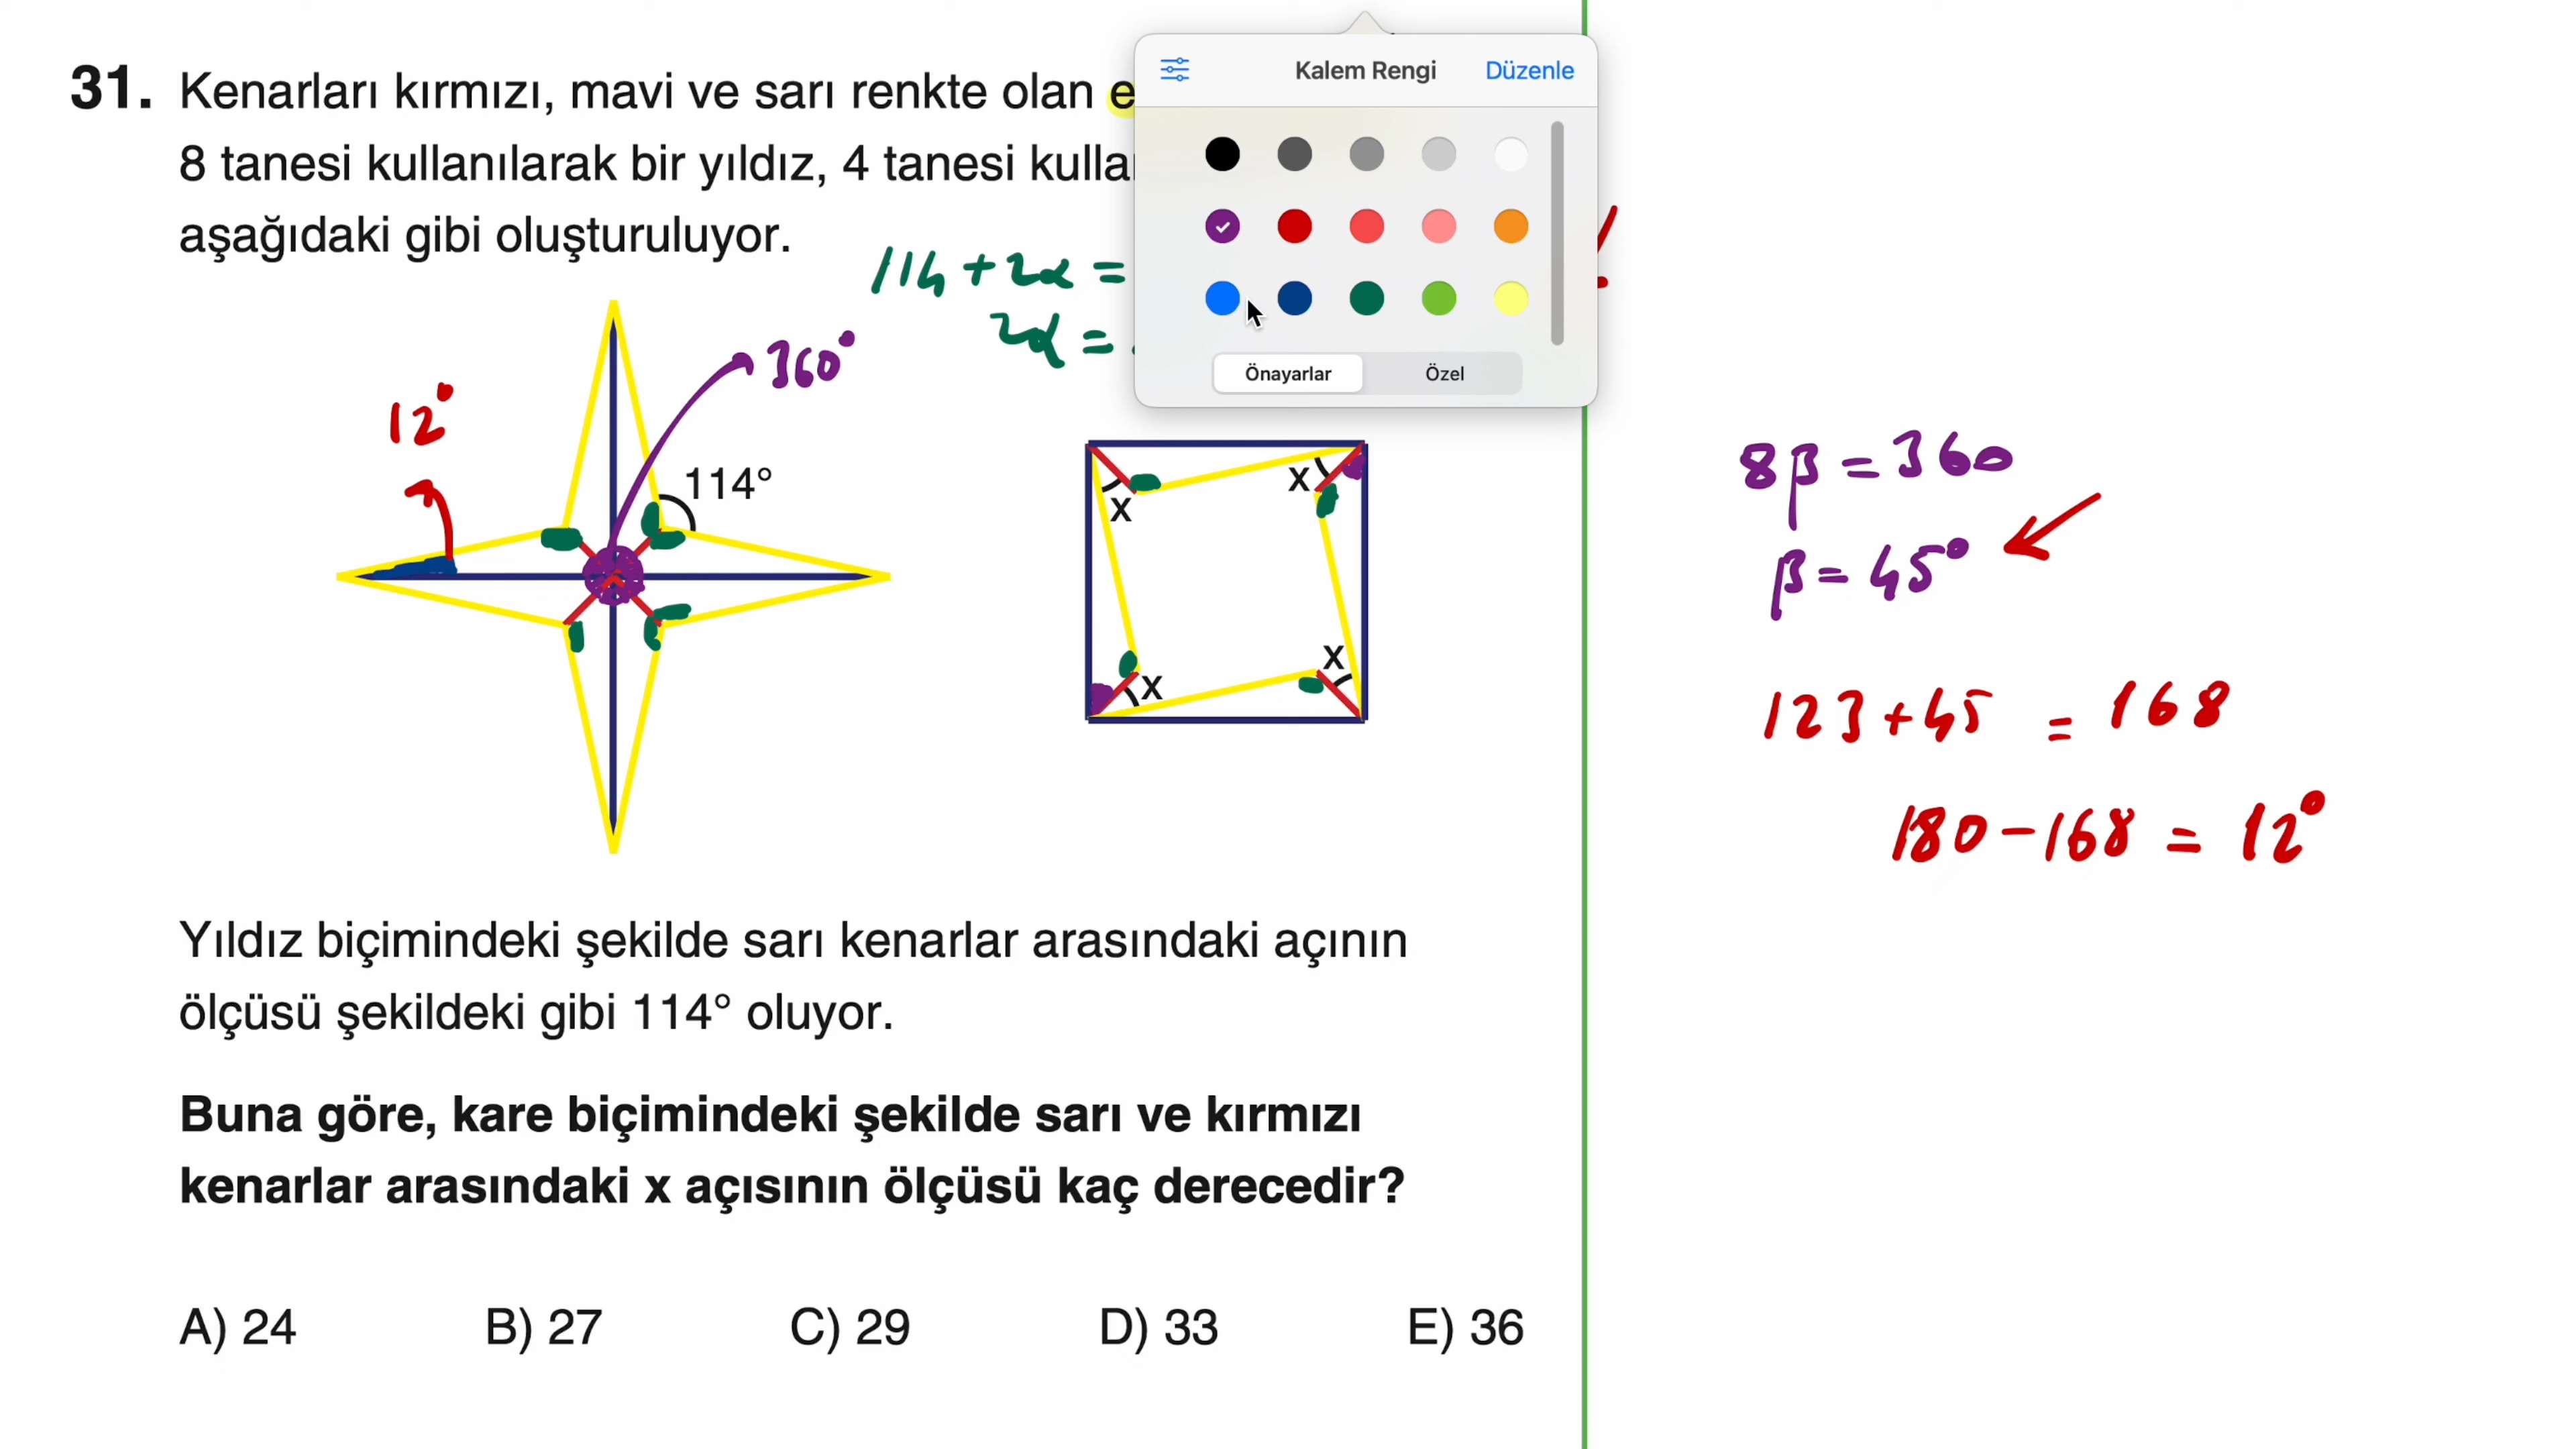 Kalem Rengi Düzenle
Önayarlar Özel
31. Kenarları kırmızı, mavi ve sarı renkte olan
8 tanesi kullanılarak bir yıldız, 4 tanesi
aşağıdaki gibi oluşturuluyor.
114 + 2α =
2α =
360°
12°
114°
x
x
x
x
8β = 360
β = 45°
123 + 45 = 168
180 - 168 = 12°
Yıldız biçimindeki şekilde sarı kenarlar arasındaki açının
ölçüsü şekildeki gibi 114° oluyor.
Buna göre, kare biçimindeki şekilde sarı ve kırmızı
kenarlar arasındaki x açısının ölçüsü kaç derecedir?
A) 24 B) 27 C) 29 D) 33 E) 36